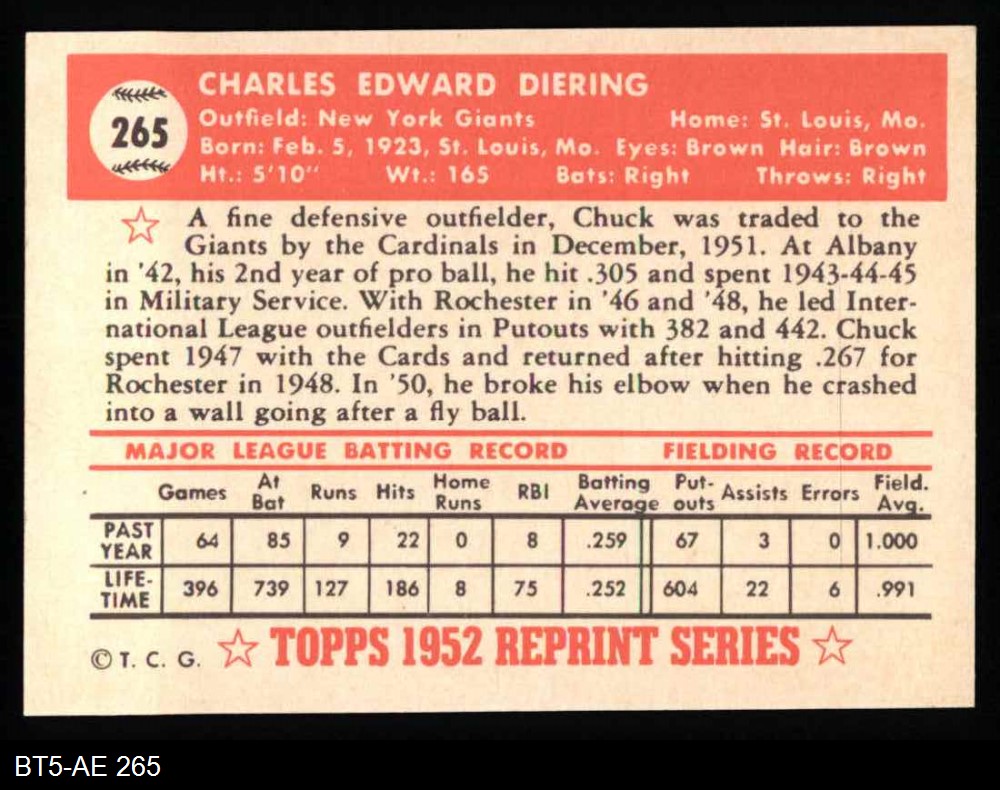 265
CHARLES EDWARD DIERING
Outfield: New York Giants Home: St. Louis, Mo.
Born: Feb. 5, 1923, St. Louis, Mo. Eyes: Brown Hair: Brown
Ht.: 5'10" Wt.: 165 Bats: Right Throws: Right
A fine defensive outfielder, Chuck was traded to the
Giants by the Cardinals in December, 1951. At Albany
in '42, his 2nd year of pro ball, he hit .305 and spent 1943-44-45
in Military Service. With Rochester in '46 and '48, he led Inter-
national League outfielders in Putouts with 382 and 442. Chuck
spent 1947 with the Cards and returned after hitting .267 for
Rochester in 1948. In '50, he broke his elbow when he crashed
into a wall going after a fly ball.
MAJOR LEAGUE BATTING RECORD FIELDING RECORD
Games At Bat Runs Hits Home Runs RBI Batting Average Put-outs Assists Errors Field. Avg.
PAST YEAR 64 85 9 22 0 8 .259 67 3 0 1.000
LIFE-TIME 396 739 127 186 8 75 .252 604 22 6 .991
© T. C. G. ☆ TOPPS 1952 REPRINT SERIES ☆
BT5-AE 265